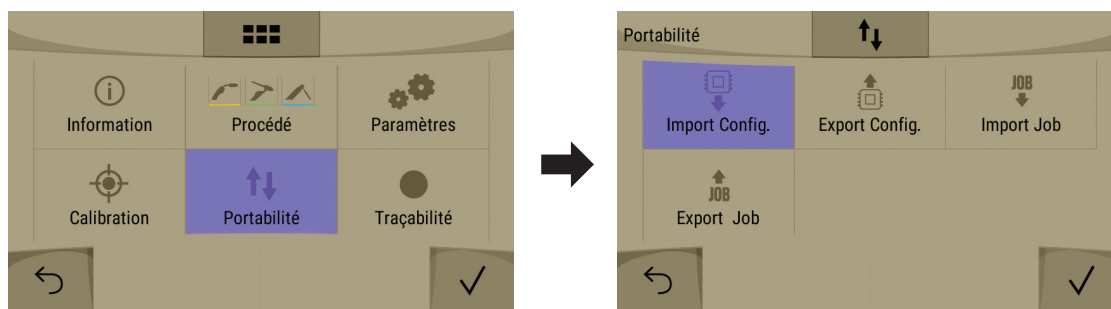 Information
Procédé
Paramètres
Calibration
Portabilité
Traçabilité
Portabilité
Import Config.
Export Config.
JOB
Import Job
JOB
Export Job